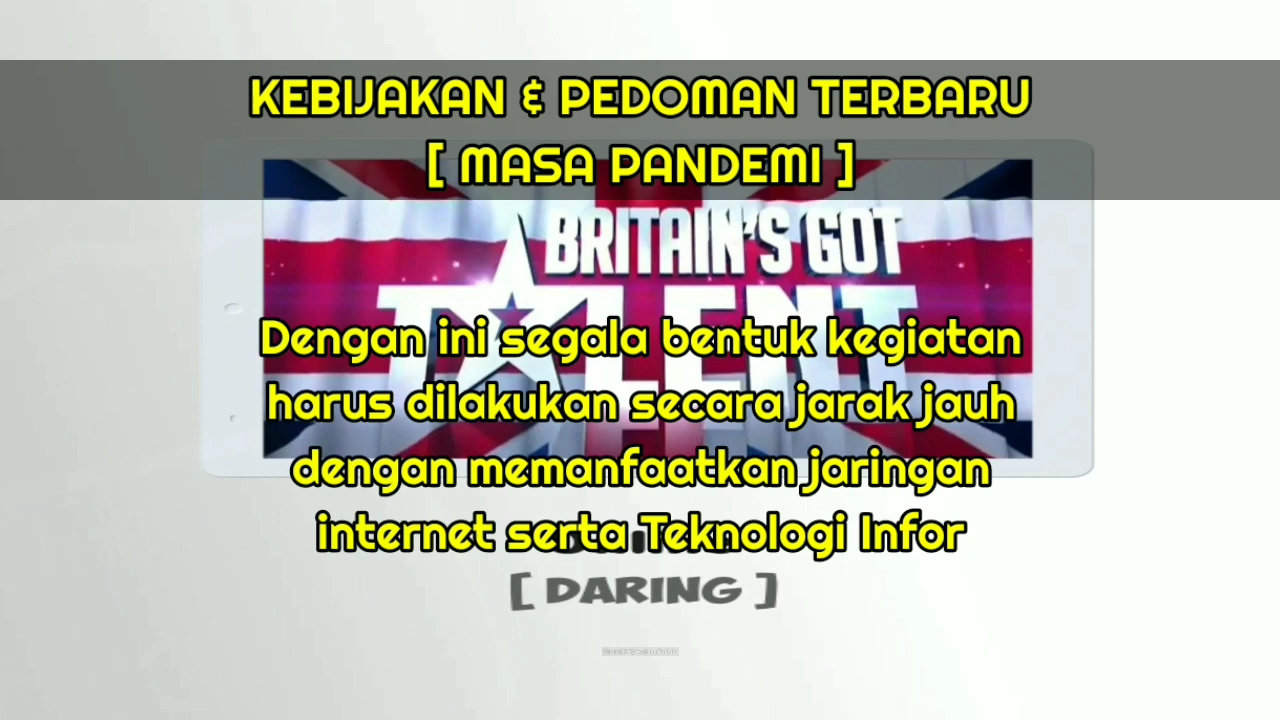 KEBIJAKAN & PEDOMAN TERBARU
[ MASA PANDEMI ]
BRITAIN'S GOT
TALENT
Dengan ini segala bentuk kegiatan
harus dilakukan secara jarak jauh
dengan memanfaatkan jaringan
internet serta Teknologi Infor
[ DARING ]